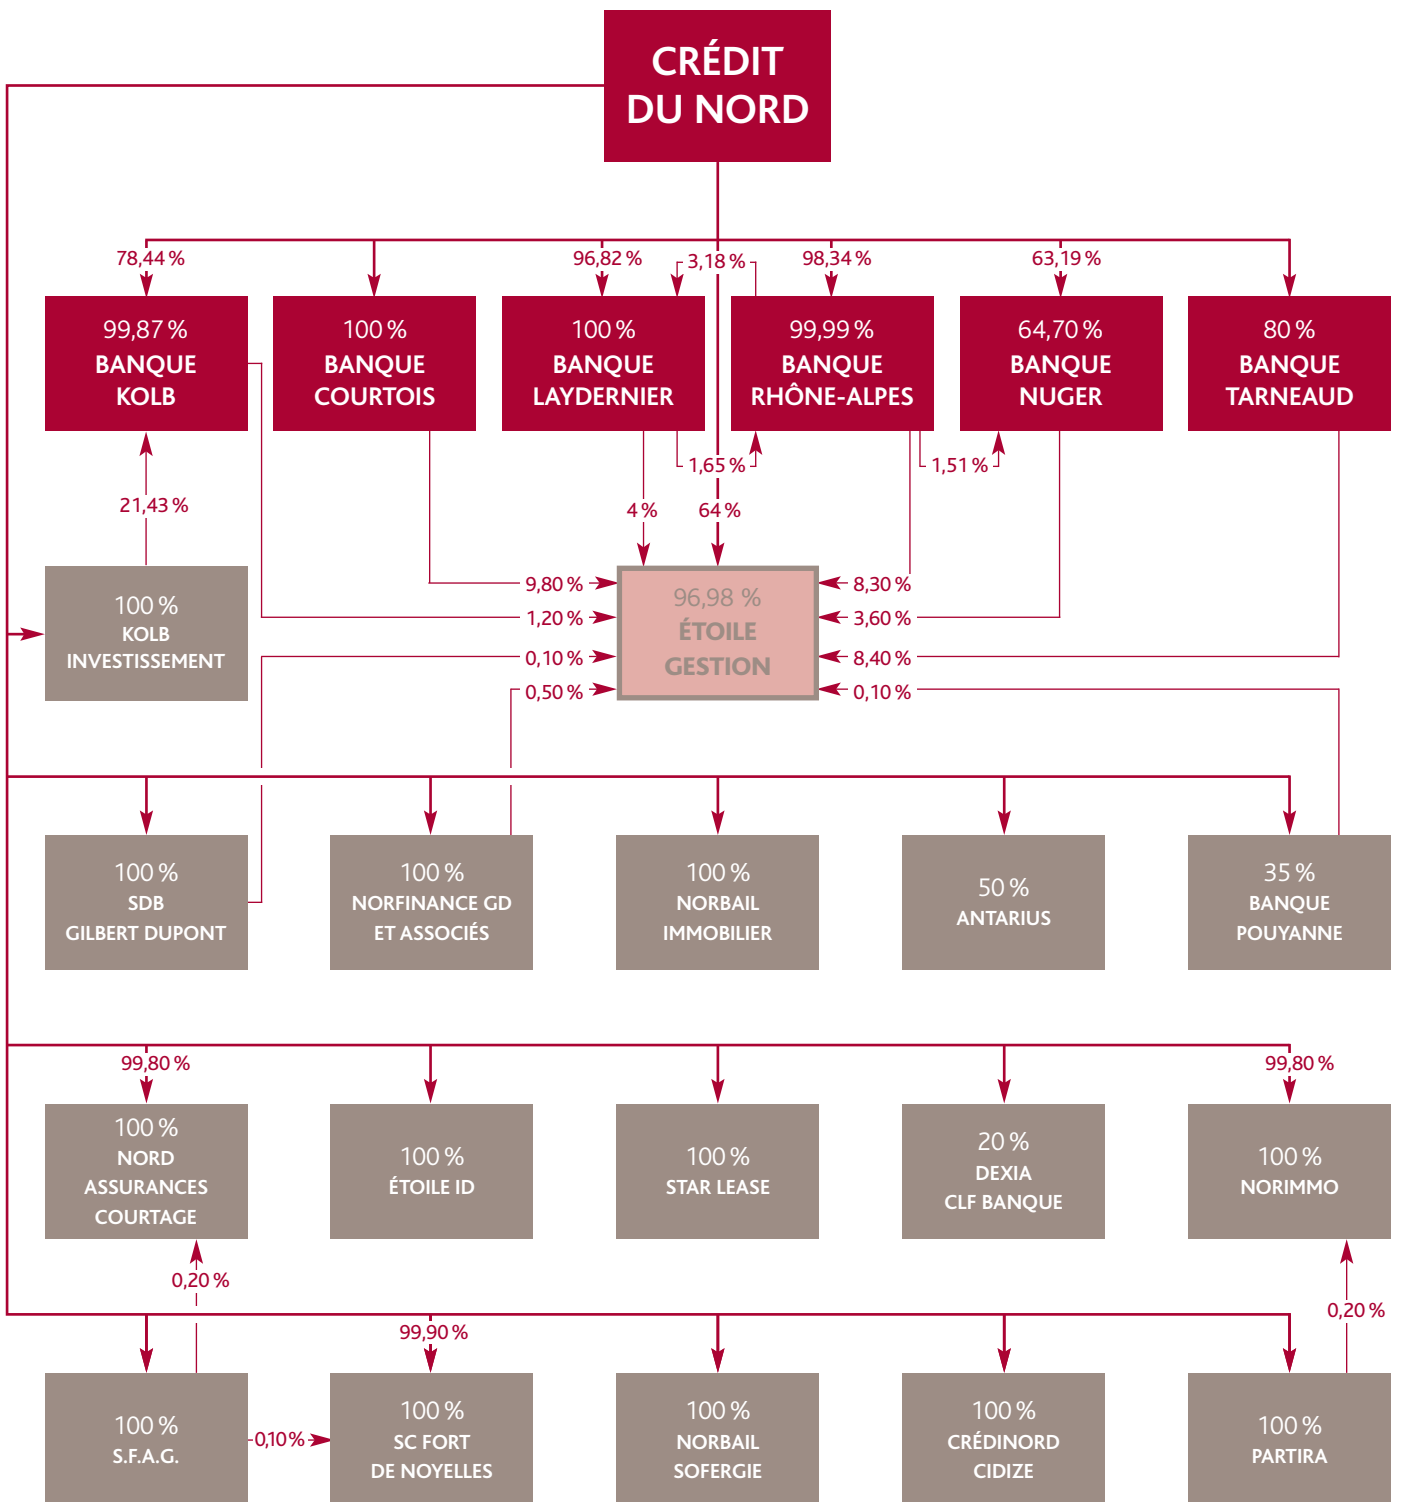 CRÉDIT
DU NORD
78,44 %
96,82 %
3,18 %
98,34 %
63,19 %
99,87 %
BANQUE
KOLB
100 %
BANQUE
COURTOIS
100 %
BANQUE
LAYDERNIER
99,99 %
BANQUE
RHÔNE-ALPES
64,70 %
BANQUE
NUGER
80 %
BANQUE
TARNEAUD
1,65 %
1,51 %
21,43 %
4 %
64 %
100 %
KOLB
INVESTISSEMENT
9,80 %
1,20 %
0,10 %
0,50 %
96,98 %
ÉTOILE
GESTION
8,30 %
3,60 %
8,40 %
0,10 %
100 %
SDB
GILBERT DUPONT
100 %
NORFINANCE GD
ET ASSOCIÉS
100 %
NORBAIL
IMMOBILIER
50 %
ANTARIUS
35 %
BANQUE
POUYANNE
99,80 %
99,80 %
100 %
NORD
ASSURANCES
COURTAGE
100 %
ÉTOILE ID
100 %
STAR LEASE
20 %
DEXIA
CLF BANQUE
100 %
NORIMMO
0,20 %
0,20 %
99,90 %
100 %
S.F.A.G.
0,10%
100 %
SC FORT
DE NOYELLES
100 %
NORBAIL
SOFERGIE
100 %
CRÉDINORD
CIDIZE
100 %
PARTIRA